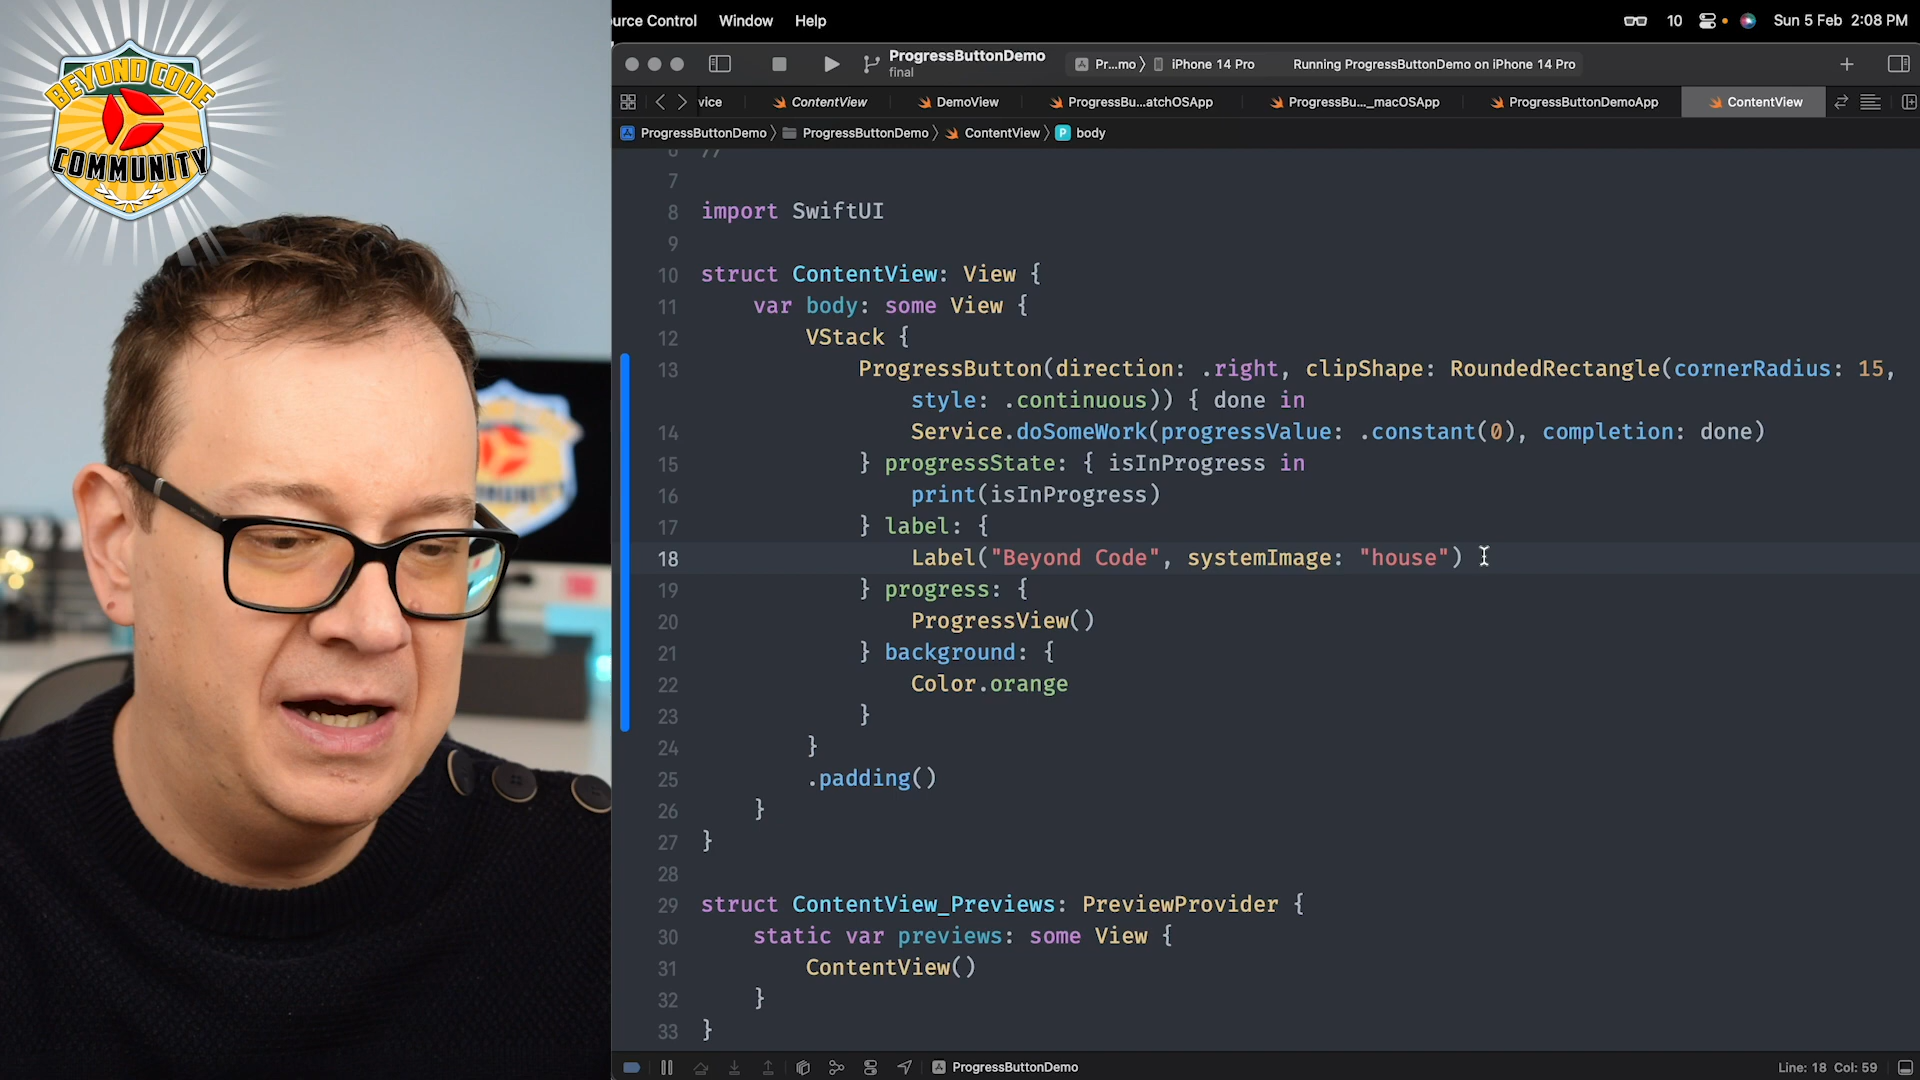 BEYOND CODE
COMMUNITY
urce Control Window Help
10 Sun 5 Feb 2:08 PM
ProgressButtonDemo
final
Pr...mo iPhone 14 Pro Running ProgressButtonDemo on iPhone 14 Pro
vice ContentView DemoView ProgressBu...atchOSApp ProgressBu..._macOSApp ProgressButtonDemoApp ContentView
ProgressButtonDemo ProgressButtonDemo ContentView P body
6 //
7
8 import SwiftUI
9
10 struct ContentView: View {
11 var body: some View {
12 VStack {
13 ProgressButton(direction: .right, clipShape: RoundedRectangle(cornerRadius: 15,
style: .continuous)) { done in
14 Service.doSomeWork(progressValue: .constant(0), completion: done)
15 } progressState: { isInProgress in
16 print(isInProgress)
17 } label: {
18 Label("Beyond Code", systemImage: "house")
19 } progress: {
20 ProgressView()
21 } background: {
22 Color.orange
23 }
24 }
25 .padding()
26 }
27 }
28
29 struct ContentView_Previews: PreviewProvider {
30 static var previews: some View {
31 ContentView()
32 }
33 }
ProgressButtonDemo Line: 18 Col: 59